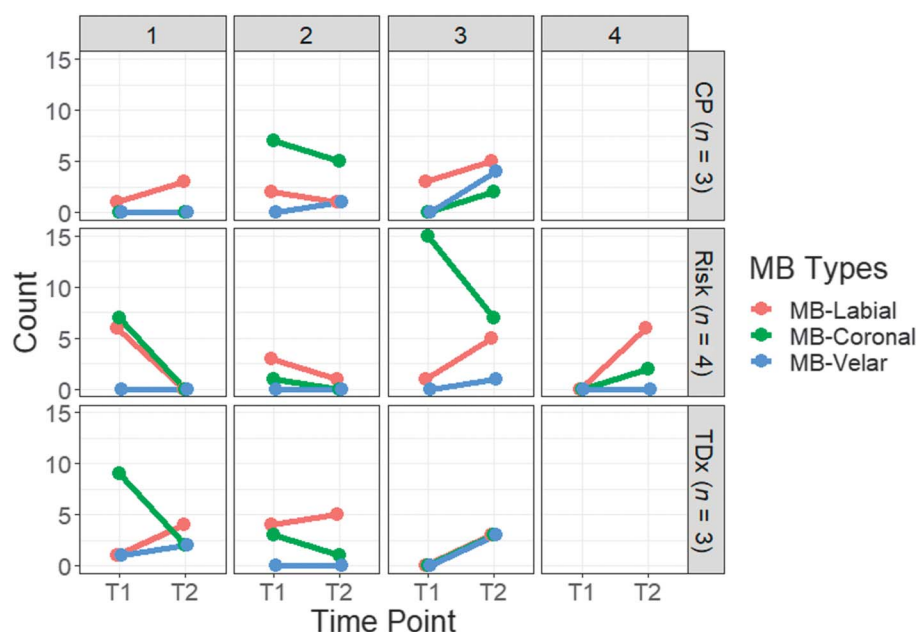 1 2 3 4
15
10
5
0
CP (n = 3)
15
10
5
0
Risk (n = 4)
15
10
5
0
TDx (n = 3)
T1 T2 T1 T2 T1 T2 T1 T2
Time Point
Count
MB Types
MB-Labial
MB-Coronal
MB-Velar